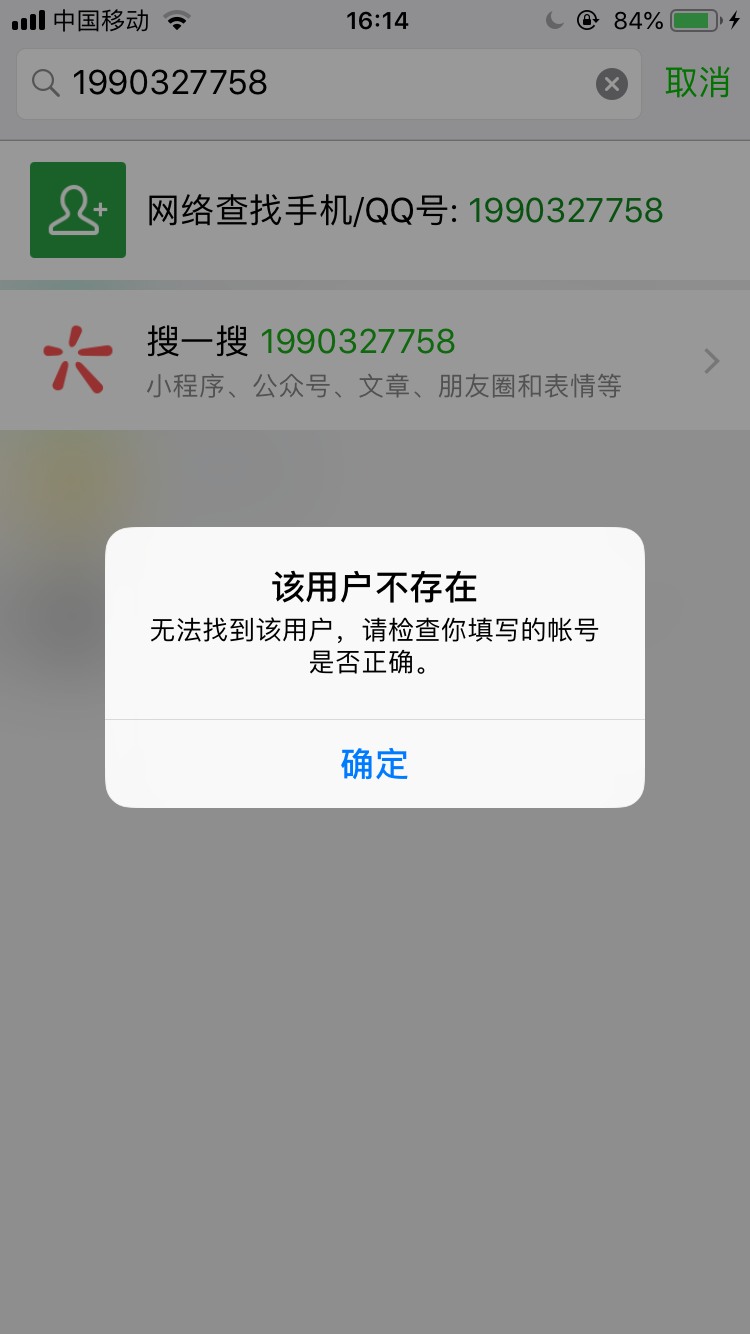 中国移动 16:14 84%
1990327758 取消
网络查找手机/QQ号: 1990327758
搜一搜 1990327758
小程序、公众号、文章、朋友圈和表情等
该用户不存在
无法找到该用户，请检查你填写的帐号
是否正确。
确定